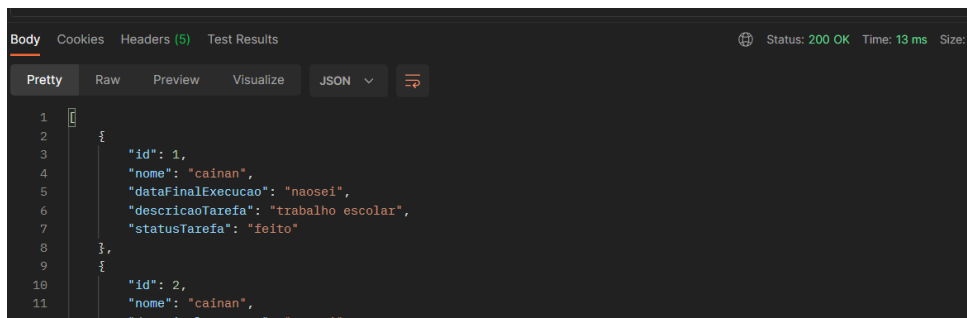 Body Cookies Headers (5) Test Results Status: 200 OK Time: 13 ms Size:
Pretty Raw Preview Visualize JSON
1 [
2 {
3 "id": 1,
4 "nome": "cainan",
5 "dataFinalExecucao": "naosei",
6 "descricaoTarefa": "trabalho escolar",
7 "statusTarefa": "feito"
8 },
9 {
10 "id": 2,
11 "nome": "cainan",